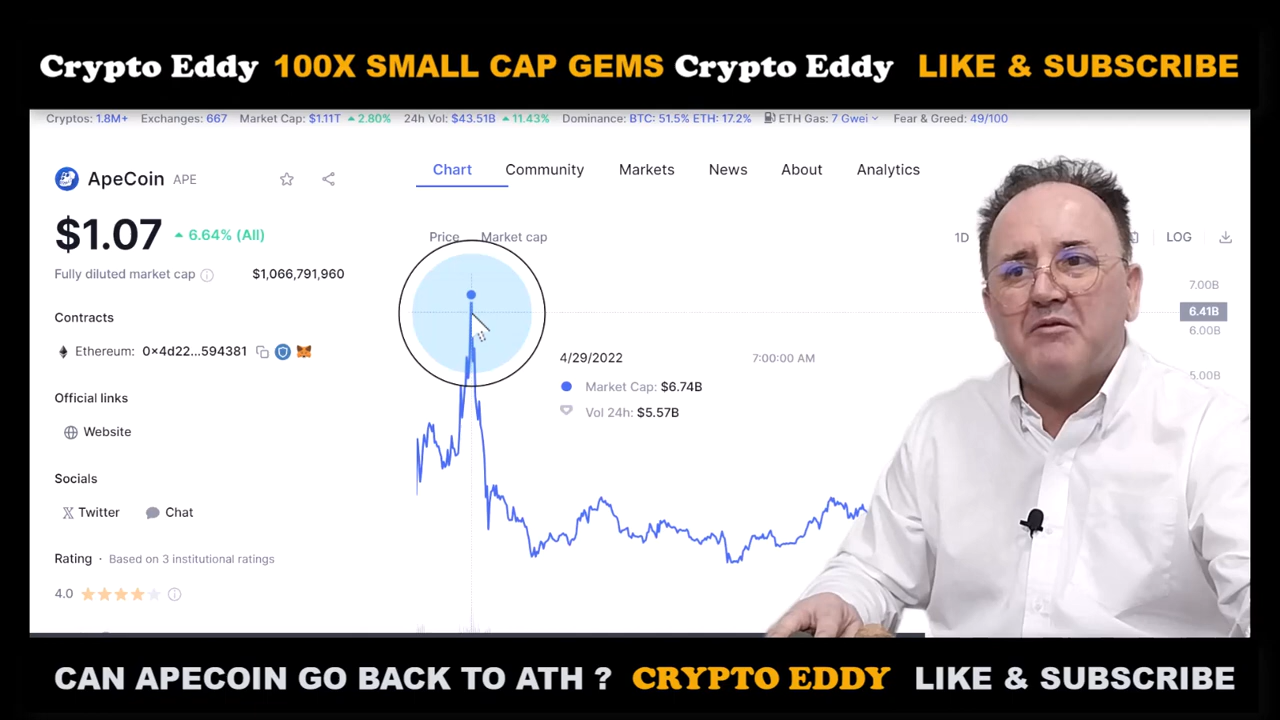 Crypto Eddy 100X SMALL CAP GEMS Crypto Eddy LIKE & SUBSCRIBE
Cryptos: 1.8M+ Exchanges: 667 Market Cap: $1.11T 2.80% 24h Vol: $43.51B 11.43% Dominance: BTC: 51.5% ETH: 17.2% ETH Gas: 7 Gwei Fear & Greed: 49/100
ApeCoin APE
Chart Community Markets News About Analytics
$1.07 6.64% (All)
Price Market cap 1D LOG
Fully diluted market cap $1,066,791,960
7.00B
6.41B
6.00B
5.00B
Contracts
Ethereum: 0x4d22...594381
4/29/2022 7:00:00 AM
Market Cap: $6.74B
Vol 24h: $5.57B
Official links
Website
Socials
Twitter Chat
Rating · Based on 3 institutional ratings
4.0
CAN APECOIN GO BACK TO ATH ? CRYPTO EDDY LIKE & SUBSCRIBE